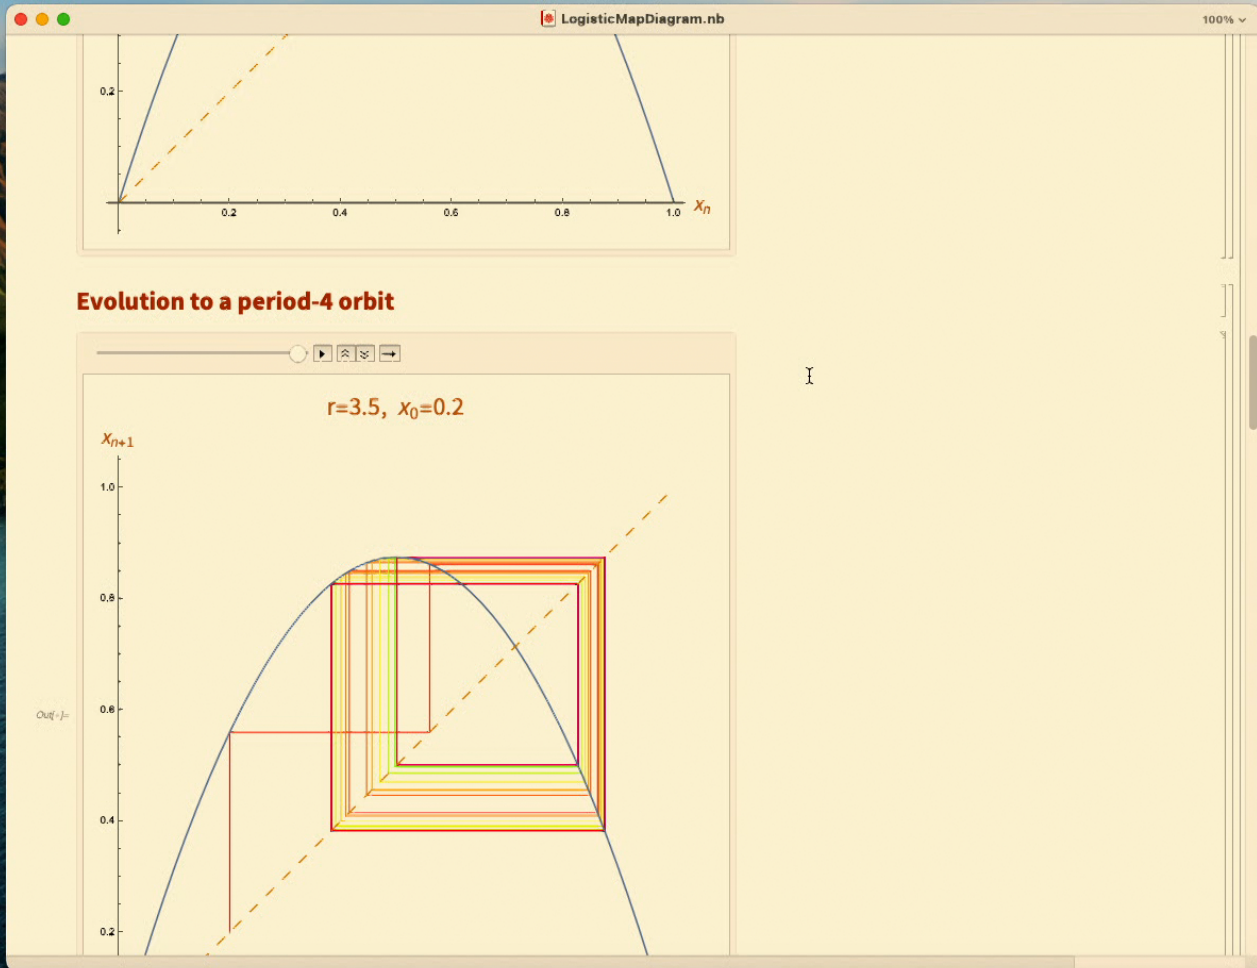 LogisticMapDiagram.nb
100%
0.2
0.2 0.4 0.6 0.8 1.0 xₙ
Evolution to a period-4 orbit
r=3.5, x₀=0.2
xₙ₊₁
1.0
0.8
0.6
Out[•]=
0.4
0.2